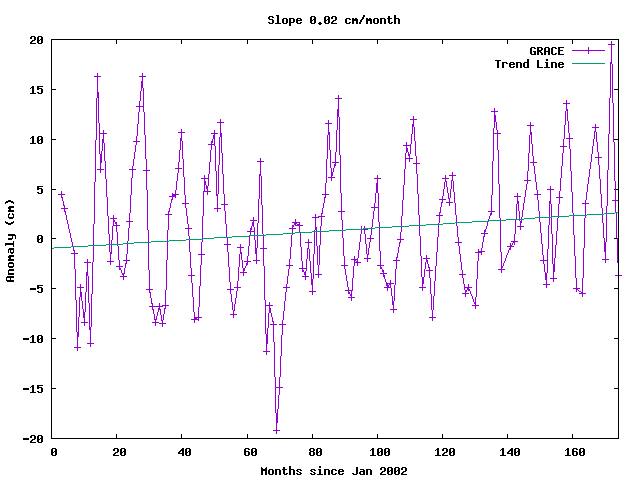 Slope 0.02 cm/month
GRACE
Trend Line
20
15
10
5
0
-5
-10
-15
-20
Anomaly (cm)
0 20 40 60 80 100 120 140 160
Months since Jan 2002